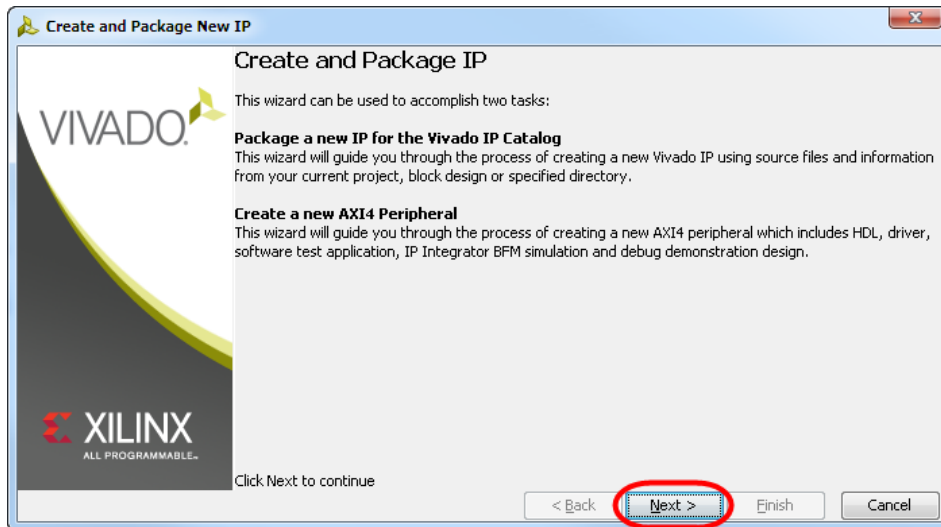 Create and Package New IP
Create and Package IP
This wizard can be used to accomplish two tasks:
Package a new IP for the Vivado IP Catalog
This wizard will guide you through the process of creating a new Vivado IP using source files and information
from your current project, block design or specified directory.
Create a new AXI4 Peripheral
This wizard will guide you through the process of creating a new AXI4 peripheral which includes HDL, driver,
software test application, IP Integrator BFM simulation and debug demonstration design.
VIVADO.
XILINX
ALL PROGRAMMABLE™
Click Next to continue
< Back Next > Finish Cancel